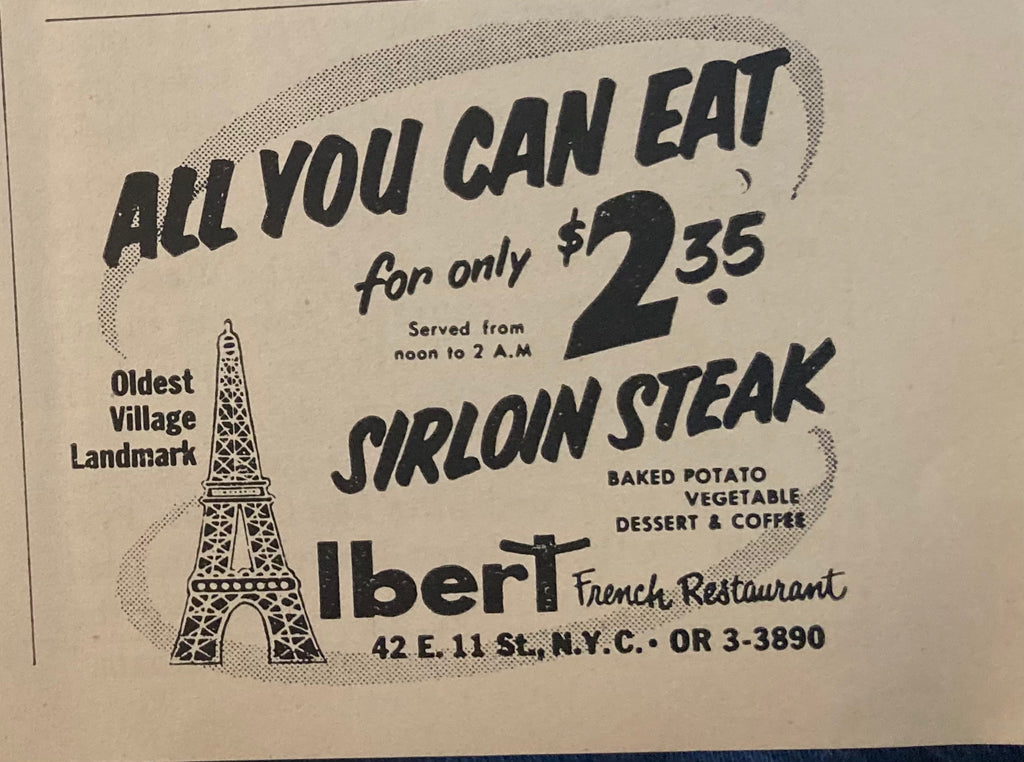 ALL YOU CAN EAT
for only $2.35
Served from
noon to 2 A.M
Oldest
Village
Landmark
SIRLOIN STEAK
BAKED POTATO
VEGETABLE
DESSERT & COFFEE
AlberT French Restaurant
42 E. 11 St., N.Y.C. • OR 3-3890